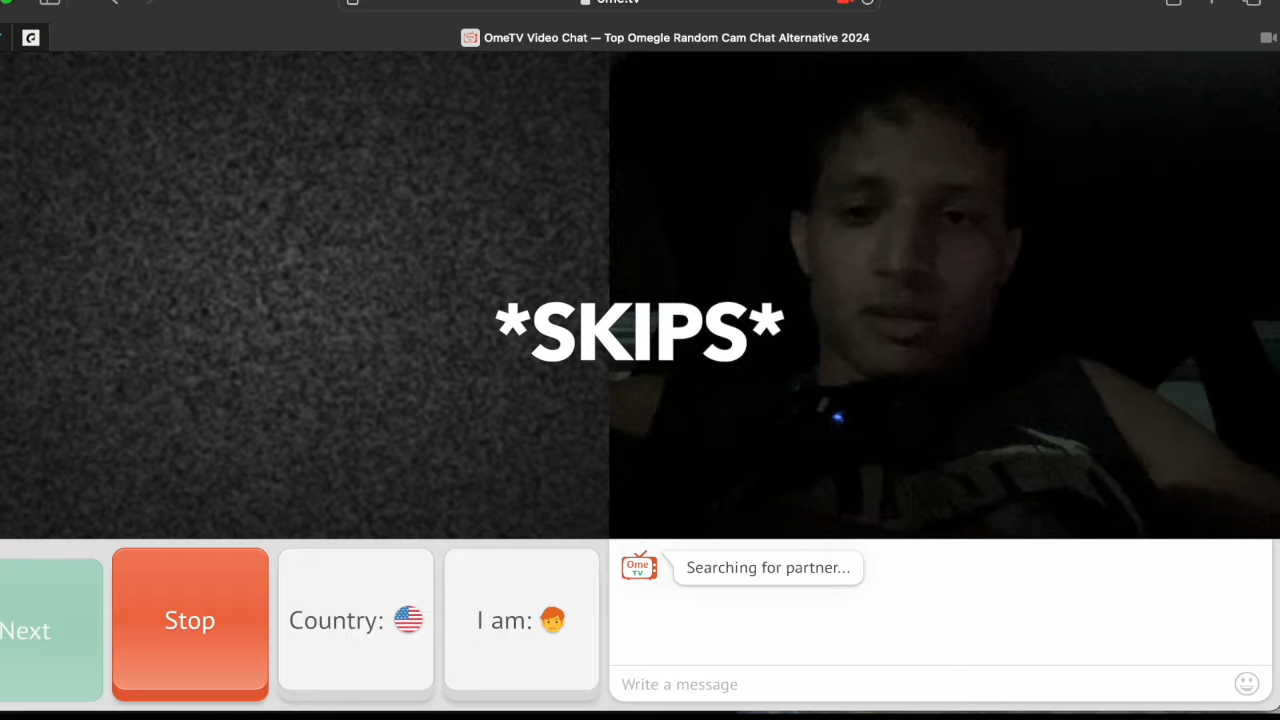 OmeTV Video Chat — Top Omegle Random Cam Chat Alternative 2024
*SKIPS*
Ome
TV
Searching for partner...
Next
Stop
Country:
I am:
Write a message